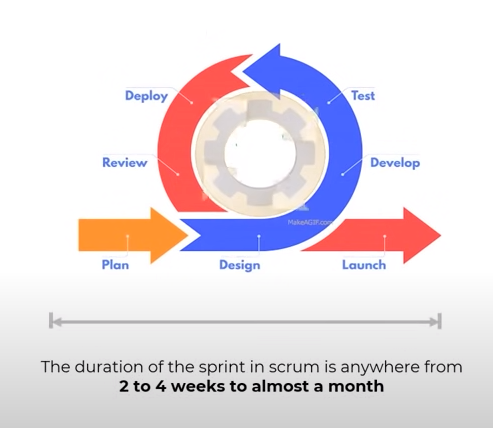 Deploy
Test
Review
Develop
MakeAGIF.com
Plan
Design
Launch
The duration of the sprint in scrum is anywhere from
2 to 4 weeks to almost a month